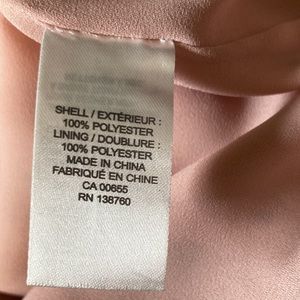 SHELL / EXTÉRIEUR :
100% POLYESTER
LINING / DOUBLURE :
100% POLYESTER
MADE IN CHINA
FABRIQUÉ EN CHINE
CA 00655
RN 138760